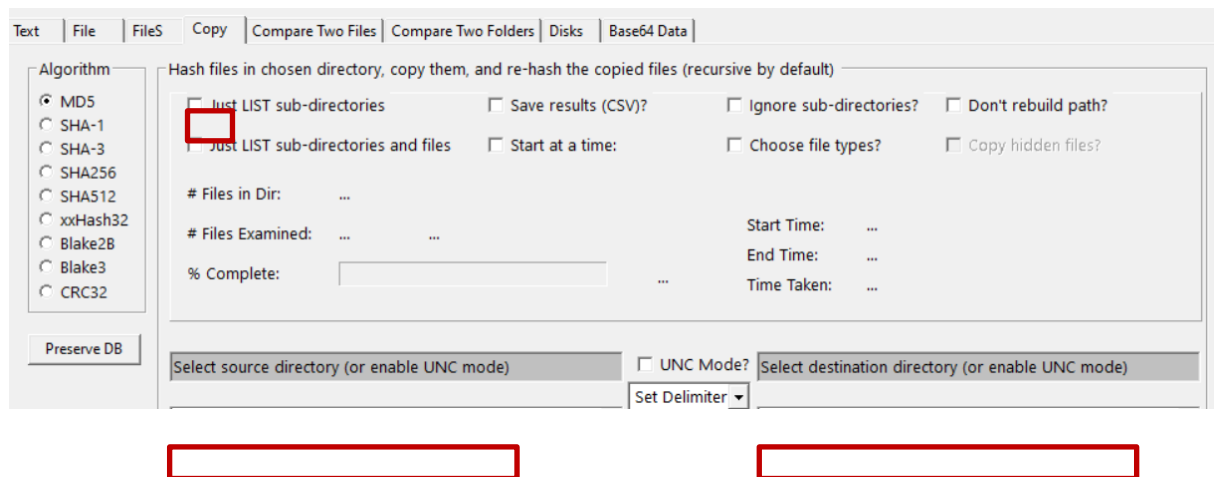 Text File FileS Copy Compare Two Files Compare Two Folders Disks Base64 Data
Algorithm
MD5
SHA-1
SHA-3
SHA256
SHA512
xxHash32
Blake2B
Blake3
CRC32
Preserve DB
Hash files in chosen directory, copy them, and re-hash the copied files (recursive by default)
Just LIST sub-directories Save results (CSV)? Ignore sub-directories? Don't rebuild path?
Just LIST sub-directories and files Start at a time: Choose file types? Copy hidden files?
# Files in Dir: ...
# Files Examined: ... ...
% Complete: ...
Start Time: ...
End Time: ...
Time Taken: ...
Select source directory (or enable UNC mode) UNC Mode? Select destination directory (or enable UNC mode)
Set Delimiter